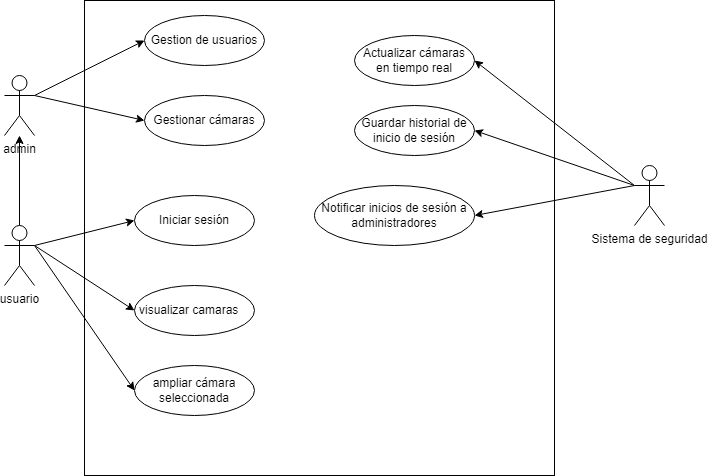 Gestion de usuarios
Gestionar cámaras
admin
Iniciar sesión
usuario
visualizar camaras
ampliar cámara
seleccionada
Actualizar cámaras
en tiempo real
Guardar historial de
inicio de sesión
Notificar inicios de sesión a
administradores
Sistema de seguridad